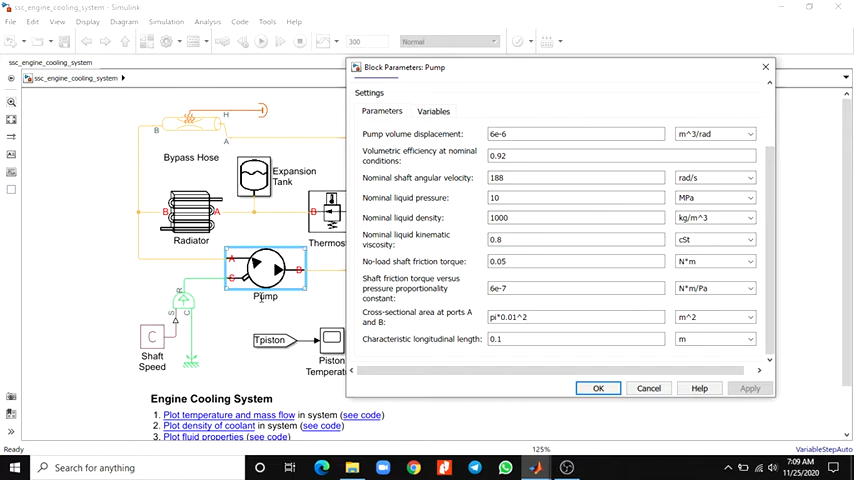 ssc_engine_cooling_system - Simulink
File Edit View Display Diagram Simulation Analysis Code Tools Help
300 Normal
ssc_engine_cooling_system
ssc_engine_cooling_system
Block Parameters: Pump
Settings
Parameters Variables
Pump volume displacement: 6e-6 m^3/rad
Volumetric efficiency at nominal
conditions: 0.92
Nominal shaft angular velocity: 188 rad/s
Nominal liquid pressure: 10 MPa
Nominal liquid density: 1000 kg/m^3
Nominal liquid kinematic
viscosity: 0.8 cSt
No-load shaft friction torque: 0.05 N*m
Shaft friction torque versus
pressure proportionality
constant: 6e-7 N*m/Pa
Cross-sectional area at ports A
and B: pi*0.01^2 m^2
Characteristic longitudinal length: 0.1 m
OK Cancel Help Apply
H
B
A
Bypass Hose
Expansion
Tank
B A
B
Radiator
Thermost
A
S
B
Pump
R
S C
C
Shaft
Speed
Tpiston
Piston
Temperatu
Engine Cooling System
1. Plot temperature and mass flow in system (see code)
2. Plot density of coolant in system (see code)
3. Plot fluid properties (see code)
Ready 125% VariableStepAuto
Search for anything
7:09 AM
11/25/2020